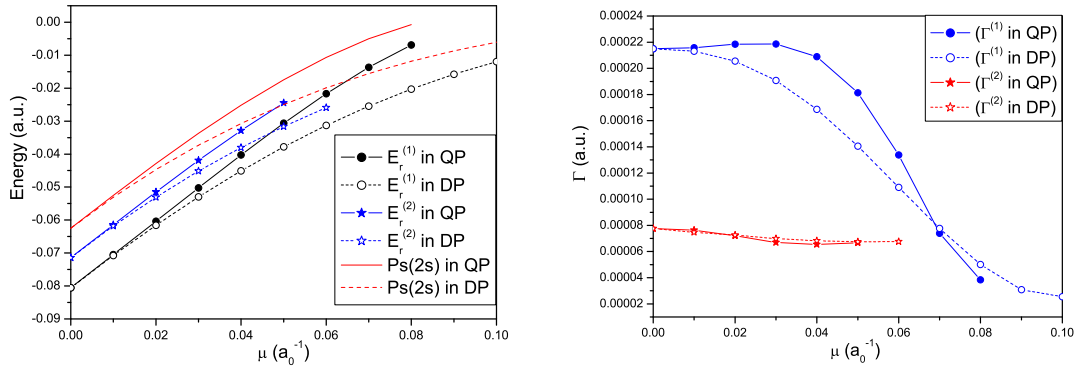 0.00
-0.01
-0.02
-0.03
-0.04
-0.05
-0.06
-0.07
-0.08
-0.09
Energy (a.u.)
E_r^(1) in QP
E_r^(1) in DP
E_r^(2) in QP
E_r^(2) in DP
Ps(2s) in QP
Ps(2s) in DP
0.00 0.02 0.04 0.06 0.08 0.10
μ (a_0^-1)
0.00024
0.00022
0.00020
0.00018
0.00016
0.00014
0.00012
0.00010
0.00008
0.00006
0.00004
0.00002
Γ (a.u.)
(Γ^(1) in QP)
(Γ^(1) in DP)
(Γ^(2) in QP)
(Γ^(2) in DP)
0.00 0.02 0.04 0.06 0.08 0.10
μ (a_0^-1)